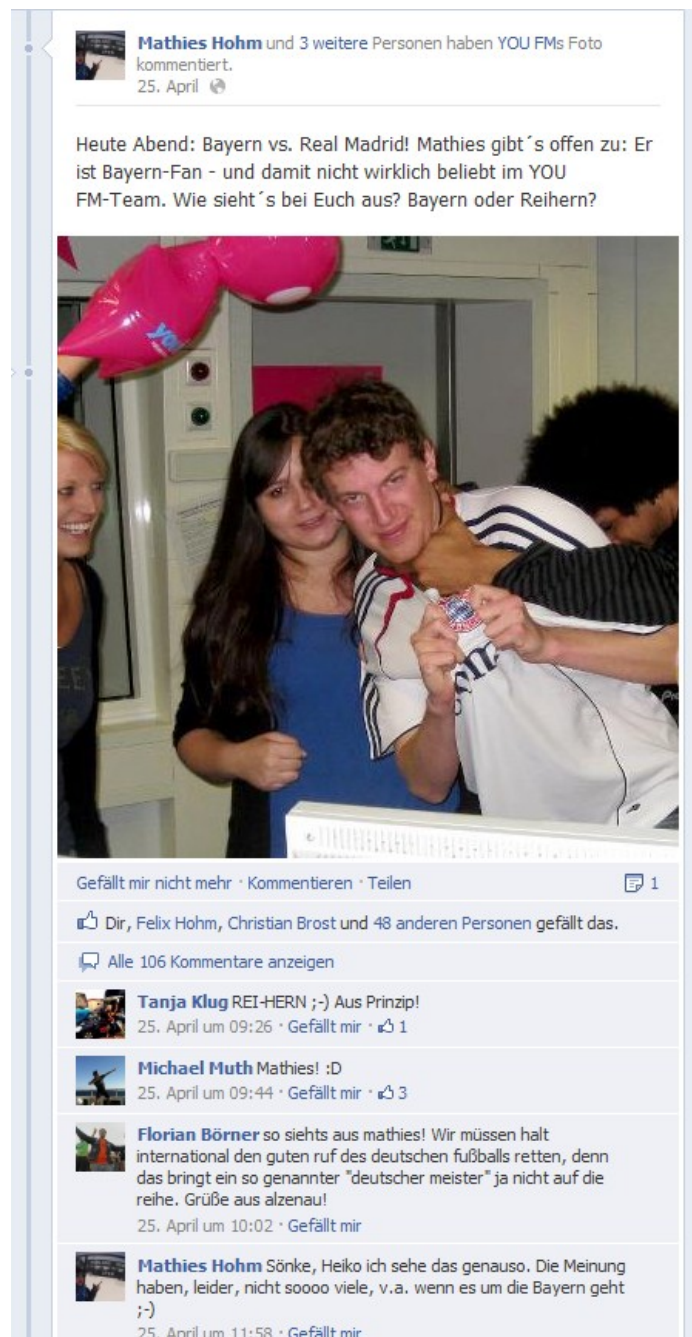 Mathies Hohm und 3 weitere Personen haben YOU FMs Foto
kommentiert.
25. April
Heute Abend: Bayern vs. Real Madrid! Mathies gibt´s offen zu: Er
ist Bayern-Fan - und damit nicht wirklich beliebt im YOU
FM-Team. Wie sieht´s bei Euch aus? Bayern oder Reihern?
Gefällt mir nicht mehr · Kommentieren · Teilen 1
Dir, Felix Hohm, Christian Brost und 48 anderen Personen gefällt das.
Alle 106 Kommentare anzeigen
Tanja Klug REI-HERN ;-) Aus Prinzip!
25. April um 09:26 · Gefällt mir · 1
Michael Muth Mathies! :D
25. April um 09:44 · Gefällt mir · 3
Florian Börner so siehts aus mathies! Wir müssen halt
international den guten ruf des deutschen fußballs retten, denn
das bringt ein so genannter "deutscher meister" ja nicht auf die
reihe. Grüße aus alzenau!
25. April um 10:02 · Gefällt mir
Mathies Hohm Sönke, Heiko ich sehe das genauso. Die Meinung
haben, leider, nicht soooo viele, v.a. wenn es um die Bayern geht
;-)
25. April um 11:58 · Gefällt mir